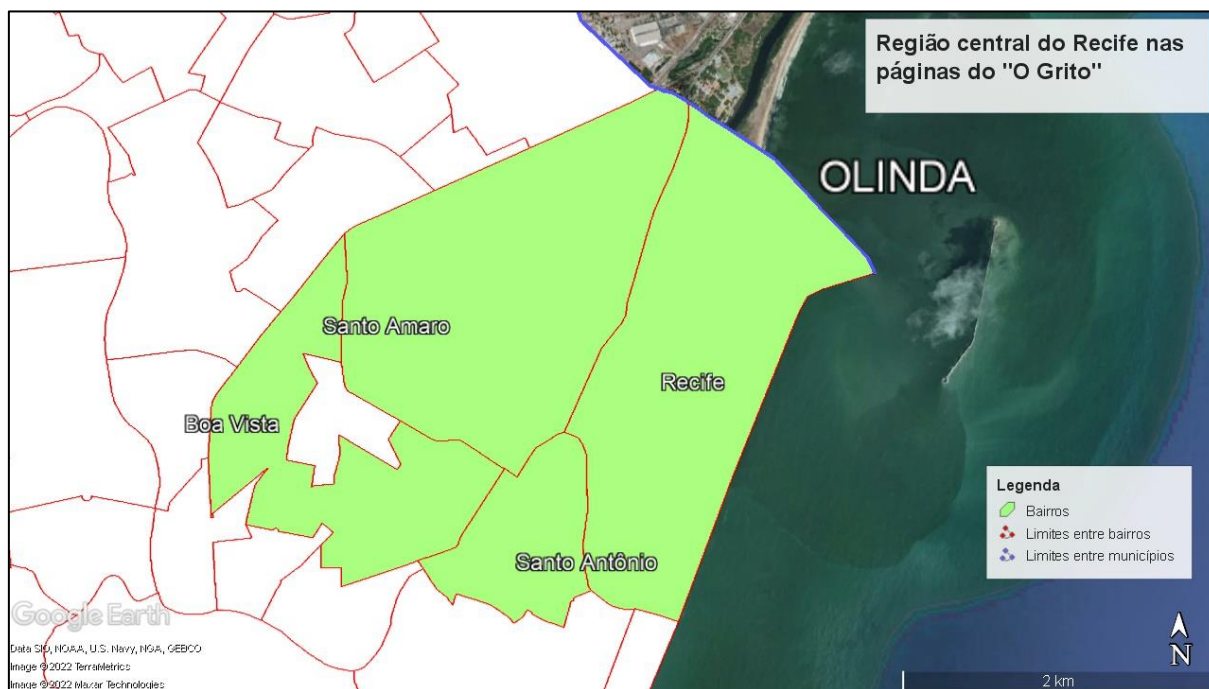 Região central do Recife nas
páginas do "O Grito"
OLINDA
Santo Amaro
Recife
Boa Vista
Santo Antônio
Legenda
Bairros
Limites entre bairros
Limites entre municípios
Google Earth
Data SIO, NOAA, U.S. Navy, NGA, GEBCO
Image ©2022 TerraMetrics
Image ©2022 Maxar Technologies
N
2 km